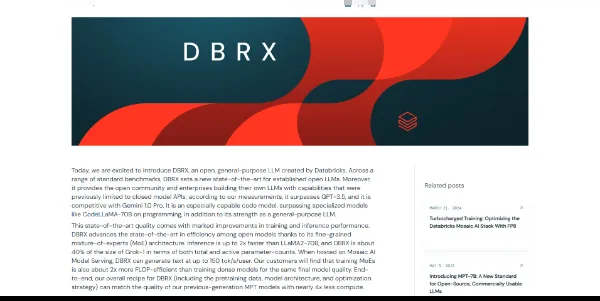 DBRX
Today, we are excited to introduce DBRX, an open, general-purpose LLM created by Databricks. Across a
range of standard benchmarks, DBRX sets a new state-of-the-art for established open LLMs. Moreover,
it provides the open community and enterprises building their own LLMs with capabilities that were
previously limited to closed model APIs; according to our measurements, it surpasses GPT-3.5, and it is
competitive with Gemini 1.0 Pro. It is an especially capable code model, surpassing specialized models
like CodeLLaMA-70B on programming, in addition to its strength as a general-purpose LLM.
This state-of-the-art quality comes with marked improvements in training and inference performance.
DBRX advances the state-of-the-art in efficiency among open models thanks to its fine-grained
mixture-of-experts (MoE) architecture. Inference is up to 2x faster than LLaMA2-70B, and DBRX is about
40% of the size of Grok-1 in terms of both total and active parameter-counts. When hosted on Mosaic AI
Model Serving, DBRX can generate text at up to 150 tok/s/user. Our customers will find that training MoEs
is also about 2x more FLOP-efficient than training dense models for the same final model quality. End-
to-end, our overall recipe for DBRX (including the pretraining data, model architecture, and optimization
strategy) can match the quality of our previous-generation MPT models with nearly 4x less compute.
Related posts
MARCH 21, 2024
Turbocharged Training: Optimizing the
Databricks Mosaic AI Stack With FP8
MAY 5, 2023
Introducing MPT-7B: A New Standard
for Open-Source, Commercially Usable
LLMs